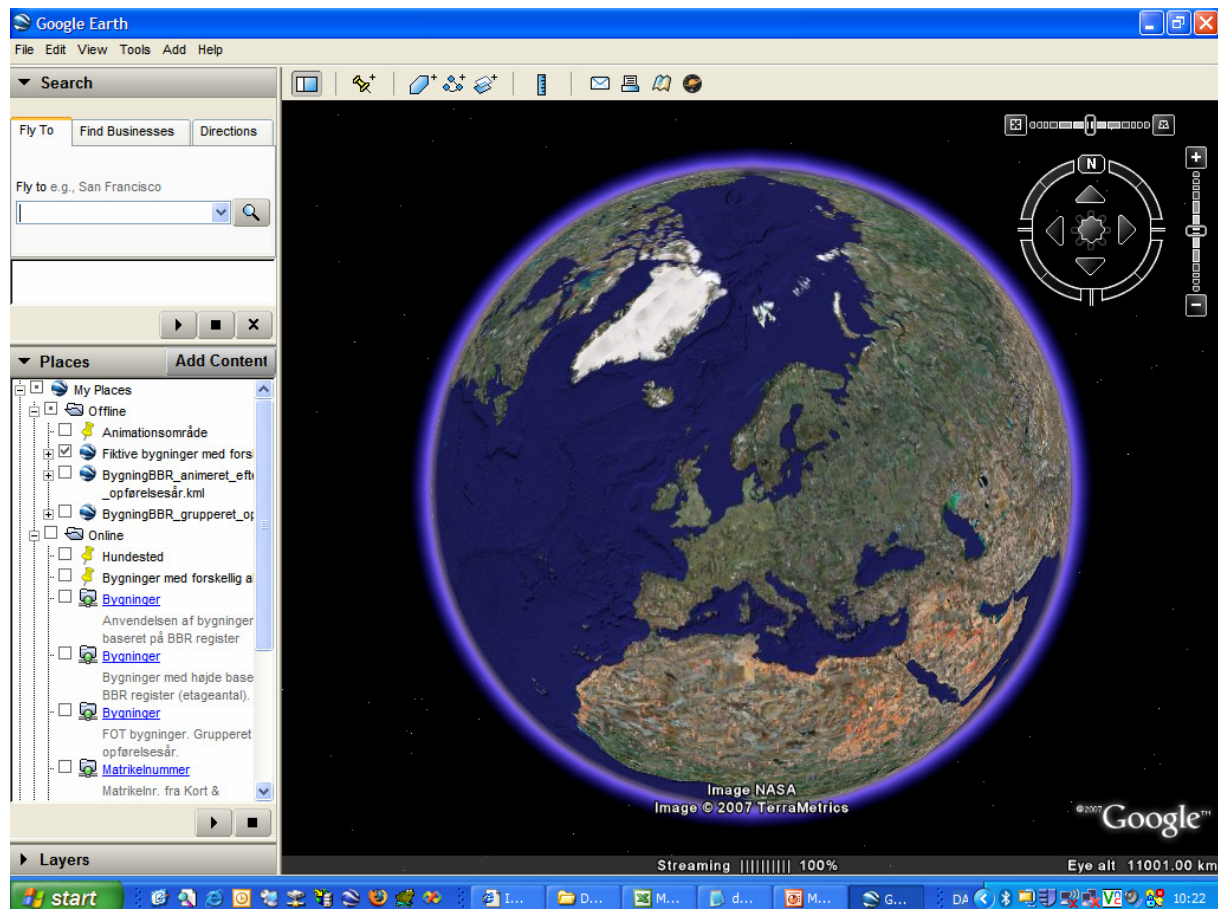 Google Earth
File Edit View Tools Add Help
Search
Fly To Find Businesses Directions
Fly to e.g., San Francisco
N
Places Add Content
My Places
Offline
Animationsområde
Fiktive bygninger med fors
BygningBBR_animeret_eft
_opførelsesår.kml
BygningBBR_grupperet_op
Online
Hundested
Bygninger med forskellig a
Bygninger
Anvendelsen af bygninger
baseret på BBR register
Bygninger
Bygninger med højde base
BBR register (etageantal).
Bygninger
FOT bygninger. Grupperet
opførelsesår.
Matrikelnummer
Matrikelnr. fra Kort &
Layers
Image NASA
Image © 2007 TerraMetrics
©2007 Google™
Streaming |||||||||| 100%
Eye alt 11001.00 km
start I... D... M... d... M... G... DA 10:22